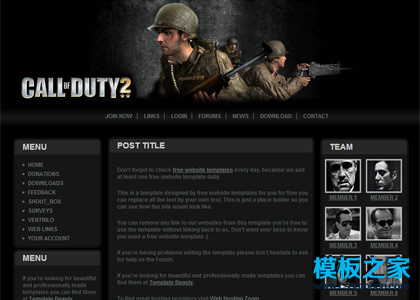 CALL OF DUTY 2
JOIN NOW | LINKS | LOGIN | FORUMS | NEWS | DOWNLOAD | CONTACT
MENU
HOME
DONATIONS
DOWNLOADS
FEEDBACK
SHOUT_BOX
SURVEYS
VENTRILO
WEB LINKS
YOUR ACCOUNT
MENU
If you're looking for beautiful
and professionally made
templates you can find them
at Template Beauty.
POST TITLE
Don't forgot to check free website templates every day, because we add
at least one free website template daily.
This is a template designed by free website templates for you for free you
can replace all the text by your own text. This is just a place holder so you
can see how the site would look like.
You can remove any link to our websites from this template you're free to
use the template without linking back to us. Don't want your boss to know
you used a free website template ;).
If you're having problems editing the template please don't hesitate to ask
for help on the Forum.
If you're looking for beautiful and professionally made templates you can
find them at Template Beauty.
To find great hosting providers visit Web Hosting Zoom.
TEAM
MEMBER 1
MEMBER 2
MEMBER 3
MEMBER 4
MEMBER 6
模板之家